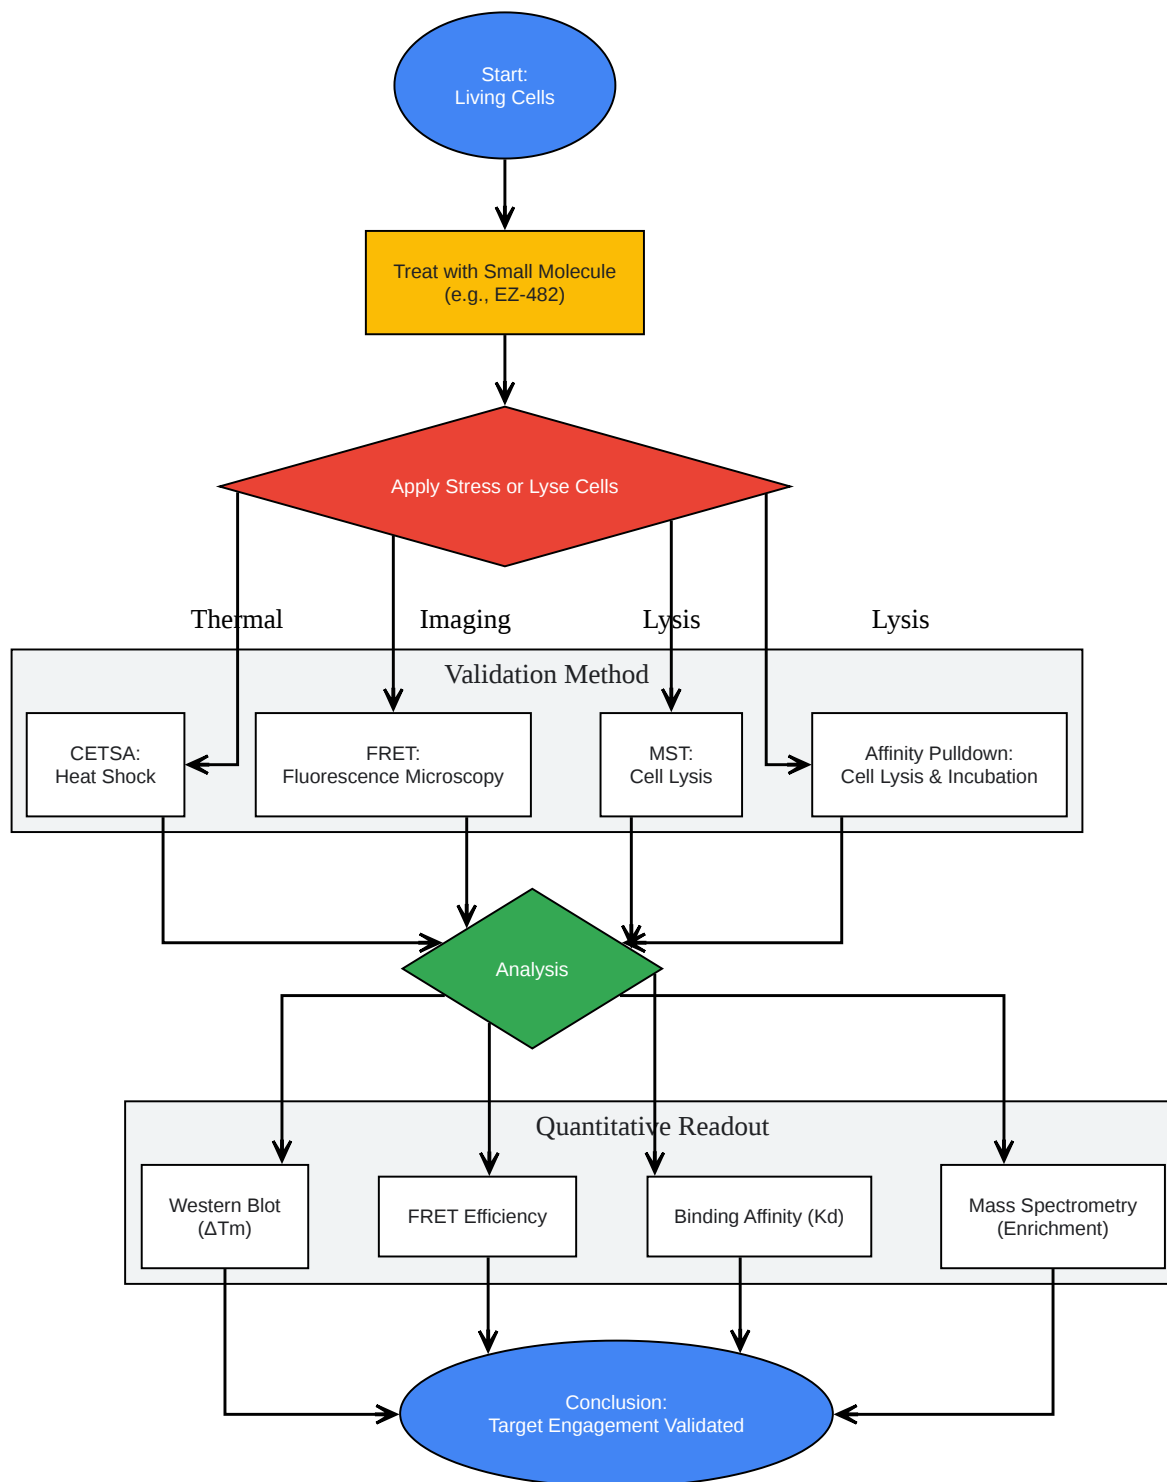 Start:
Living Cells
Treat with Small Molecule
(e.g., EZ-482)
Apply Stress or Lyse Cells
Thermal
Imaging
Lysis
Lysis
Validation Method
CETSA:
Heat Shock
FRET:
Fluorescence Microscopy
MST:
Cell Lysis
Affinity Pulldown:
Cell Lysis & Incubation
Analysis
Quantitative Readout
Western Blot
(ΔTm)
FRET Efficiency
Binding Affinity (Kd)
Mass Spectrometry
(Enrichment)
Conclusion:
Target Engagement Validated